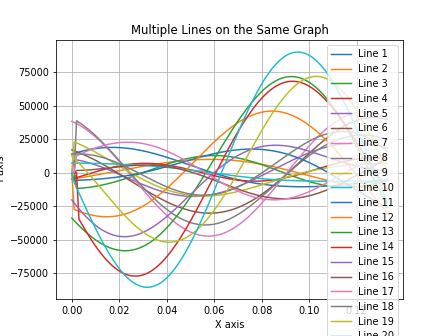 Multiple Lines on the Same Graph
75000
50000
25000
0
−25000
−50000
−75000
0.00
0.02
0.04
0.06
0.08
0.10
X axis
Line 1
Line 2
Line 3
Line 4
Line 5
Line 6
Line 7
Line 8
Line 9
Line 10
Line 11
Line 12
Line 13
Line 14
Line 15
Line 16
Line 17
Line 18
Line 19
Line 20